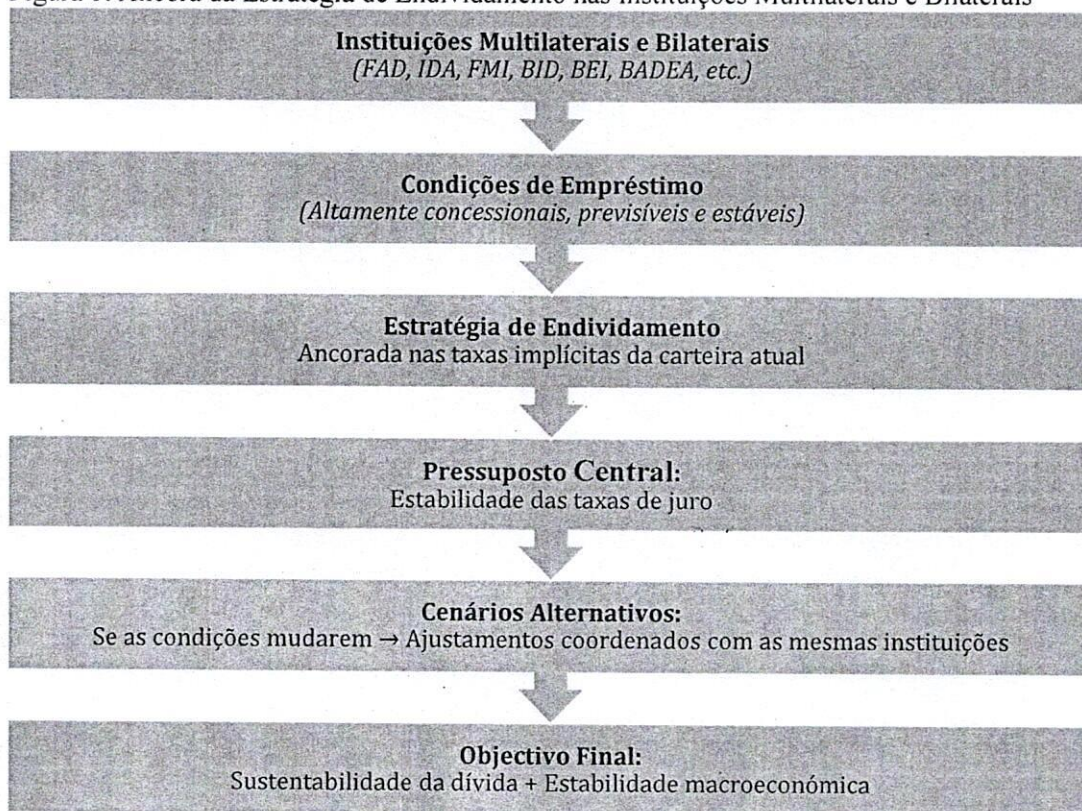 Âncora da Estratégia de Endividamento nas Instituições Multilaterais e Bilaterais
Instituições Multilaterais e Bilaterais
(FAD, IDA, FMI, BID, BEI, BADEA, etc.)
Condições de Empréstimo
(Altamente concessionais, previsíveis e estáveis)
Estratégia de Endividamento
Ancorada nas taxas implícitas da carteira atual
Pressuposto Central:
Estabilidade das taxas de juro
Cenários Alternativos:
Se as condições mudarem → Ajustamentos coordenados com as mesmas instituições
Objectivo Final:
Sustentabilidade da dívida + Estabilidade macroeconómica